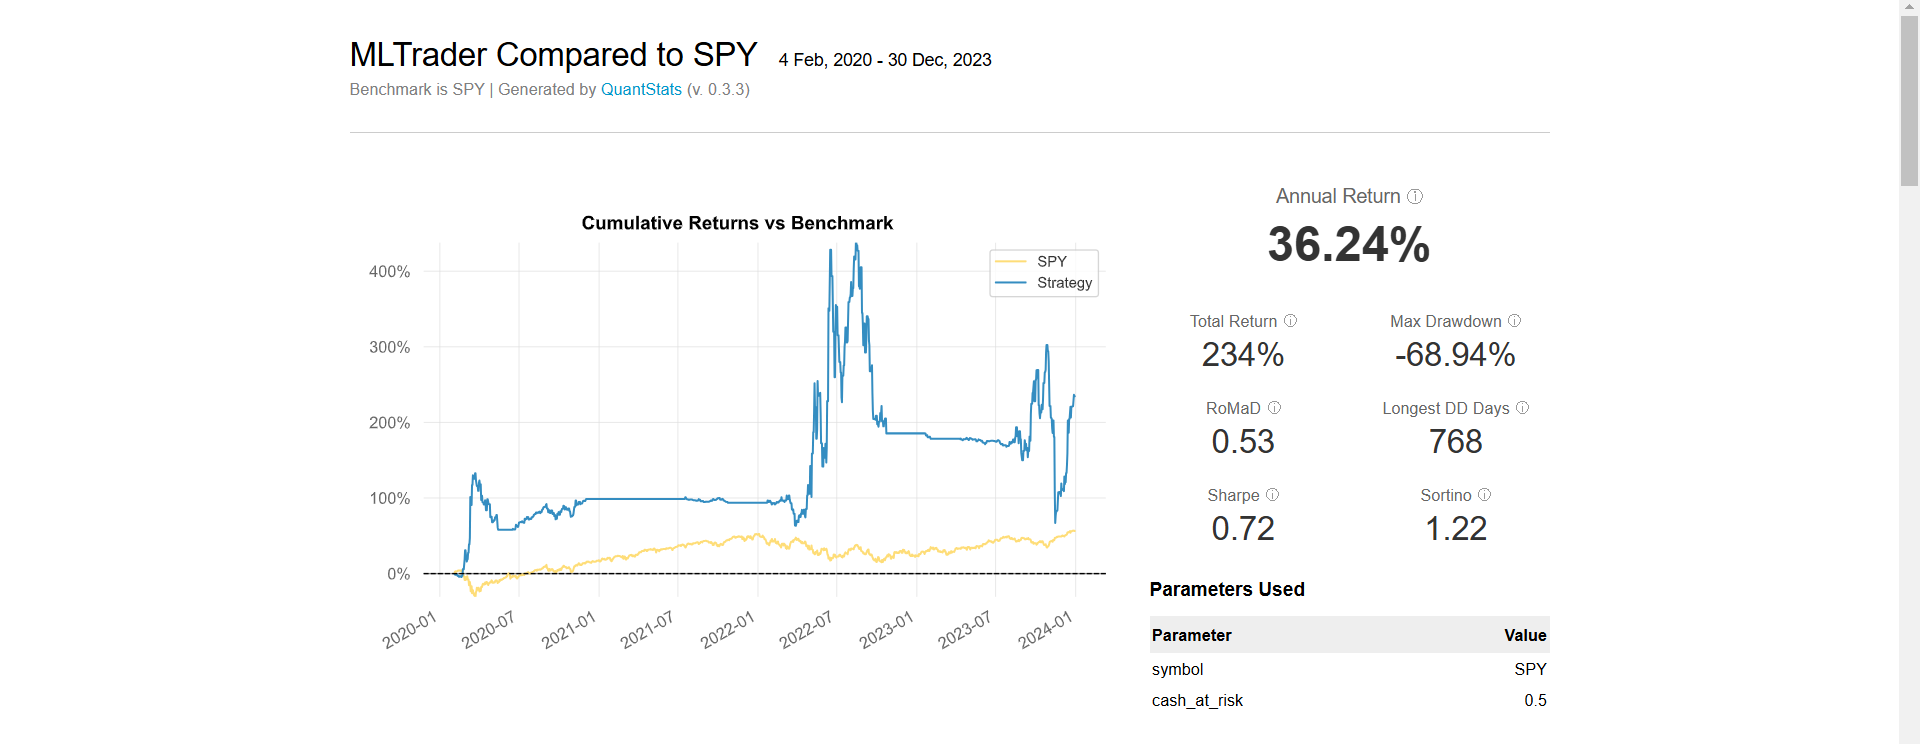 MLTrader Compared to SPY 4 Feb, 2020 - 30 Dec, 2023
Benchmark is SPY | Generated by QuantStats (v. 0.3.3)
Cumulative Returns vs Benchmark
SPY
Strategy
400%
300%
200%
100%
0%
2020-01
2020-07
2021-01
2021-07
2022-01
2022-07
2023-01
2023-07
2024-01
Annual Return ⓘ
36.24%
Total Return ⓘ Max Drawdown ⓘ
234% -68.94%
RoMaD ⓘ Longest DD Days ⓘ
0.53 768
Sharpe ⓘ Sortino ⓘ
0.72 1.22
Parameters Used
Parameter Value
symbol SPY
cash_at_risk 0.5